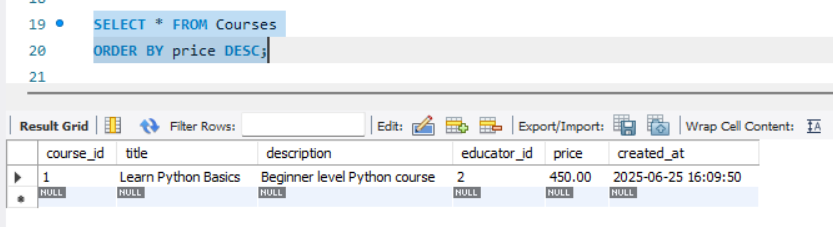 19 SELECT * FROM Courses
20 ORDER BY price DESC;
21
Result Grid Filter Rows: Edit: Export/Import: Wrap Cell Content:
course_id title description educator_id price created_at
1 Learn Python Basics Beginner level Python course 2 450.00 2025-06-25 16:09:50
NULL NULL NULL NULL NULL NULL